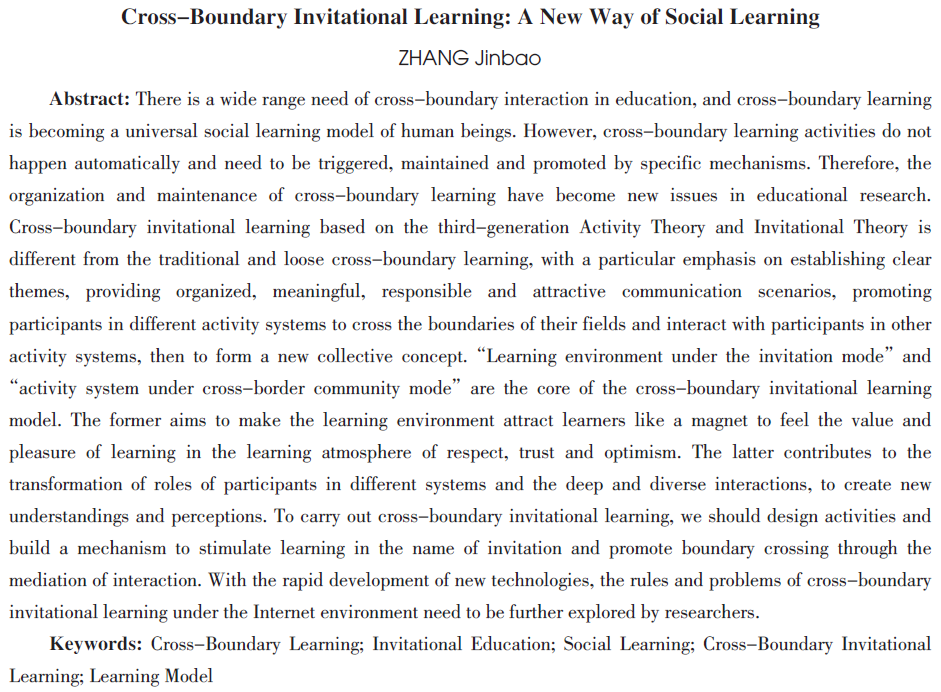 Cross-Boundary Invitational Learning: A New Way of Social Learning
ZHANG Jinbao
Abstract: There is a wide range need of cross-boundary interaction in education, and cross-boundary learning
is becoming a universal social learning model of human beings. However, cross-boundary learning activities do not
happen automatically and need to be triggered, maintained and promoted by specific mechanisms. Therefore, the
organization and maintenance of cross-boundary learning have become new issues in educational research.
Cross-boundary invitational learning based on the third-generation Activity Theory and Invitational Theory is
different from the traditional and loose cross-boundary learning, with a particular emphasis on establishing clear
themes, providing organized, meaningful, responsible and attractive communication scenarios, promoting
participants in different activity systems to cross the boundaries of their fields and interact with participants in other
activity systems, then to form a new collective concept. “Learning environment under the invitation mode” and
“activity system under cross-border community mode” are the core of the cross-boundary invitational learning
model. The former aims to make the learning environment attract learners like a magnet to feel the value and
pleasure of learning in the learning atmosphere of respect, trust and optimism. The latter contributes to the
transformation of roles of participants in different systems and the deep and diverse interactions, to create new
understandings and perceptions. To carry out cross-boundary invitational learning, we should design activities and
build a mechanism to stimulate learning in the name of invitation and promote boundary crossing through the
mediation of interaction. With the rapid development of new technologies, the rules and problems of cross-boundary
invitational learning under the Internet environment need to be further explored by researchers.
Keywords: Cross-Boundary Learning; Invitational Education; Social Learning; Cross-Boundary Invitational
Learning; Learning Model